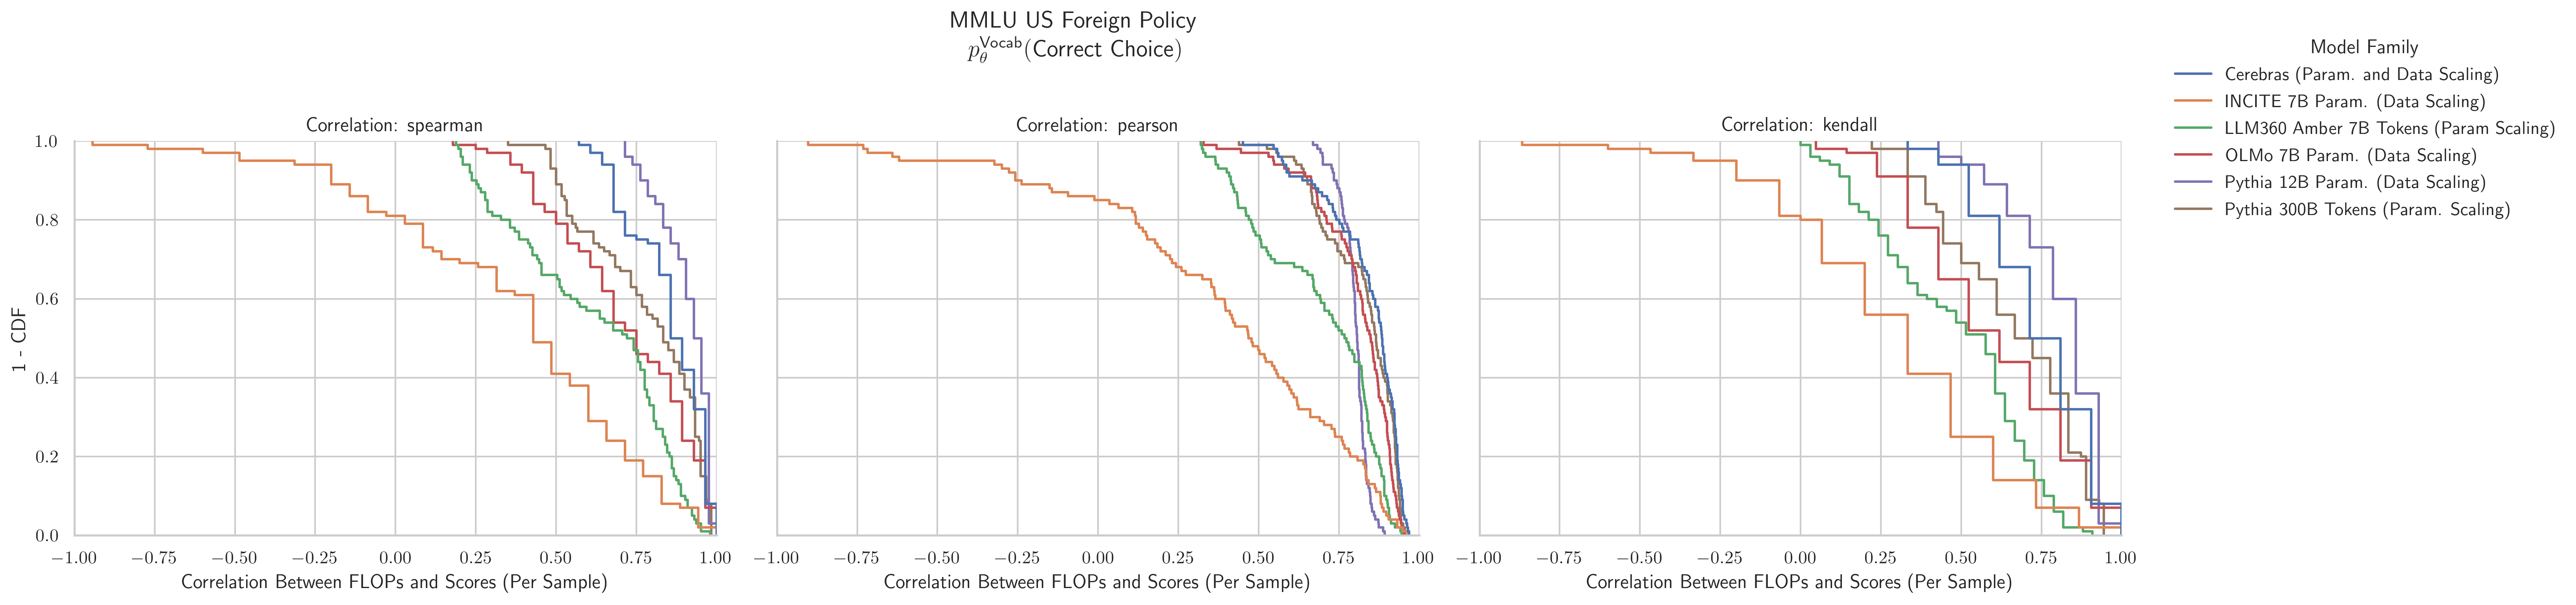 MMLU US Foreign Policy
p_θ^Vocab(Correct Choice)
Model Family
Cerebras (Param. and Data Scaling)
INCITE 7B Param. (Data Scaling)
LLM360 Amber 7B Tokens (Param Scaling)
OLMo 7B Param. (Data Scaling)
Pythia 12B Param. (Data Scaling)
Pythia 300B Tokens (Param. Scaling)
Correlation: spearman
1 - CDF
1.0
0.8
0.6
0.4
0.2
0.0
−1.00 −0.75 −0.50 −0.25 0.00 0.25 0.50 0.75 1.00
Correlation Between FLOPs and Scores (Per Sample)
Correlation: pearson
−1.00 −0.75 −0.50 −0.25 0.00 0.25 0.50 0.75 1.00
Correlation Between FLOPs and Scores (Per Sample)
Correlation: kendall
−1.00 −0.75 −0.50 −0.25 0.00 0.25 0.50 0.75 1.00
Correlation Between FLOPs and Scores (Per Sample)